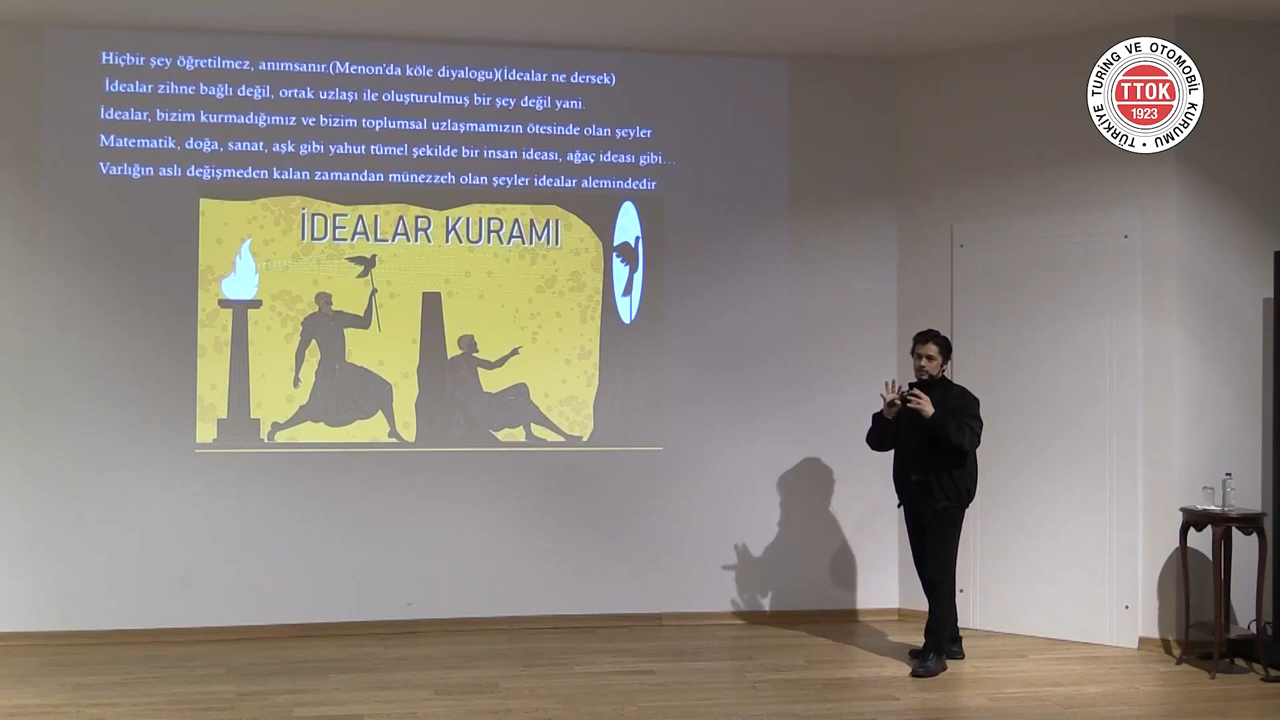 Hiçbir şey öğretilmez, anımsanır.(Menon'da köle diyalogu)(İdealar ne dersek)
İdealar zihne bağlı değil, ortak uzlaşı ile oluşturulmuş bir şey değil yani.
İdealar, bizim kurmadığımız ve bizim toplumsal uzlaşmamızın ötesinde olan şeyler
Matematik, doğa, sanat, aşk gibi yahut tümel şekilde bir insan ideası, ağaç ideası gibi…
Varlığın aslı değişmeden kalan zamandan münezzeh olan şeyler idealar alemindedir
İDEALAR KURAMI
TÜRKİYE TURİNG VE OTOMOBİL KURUMU
TTOK
1923